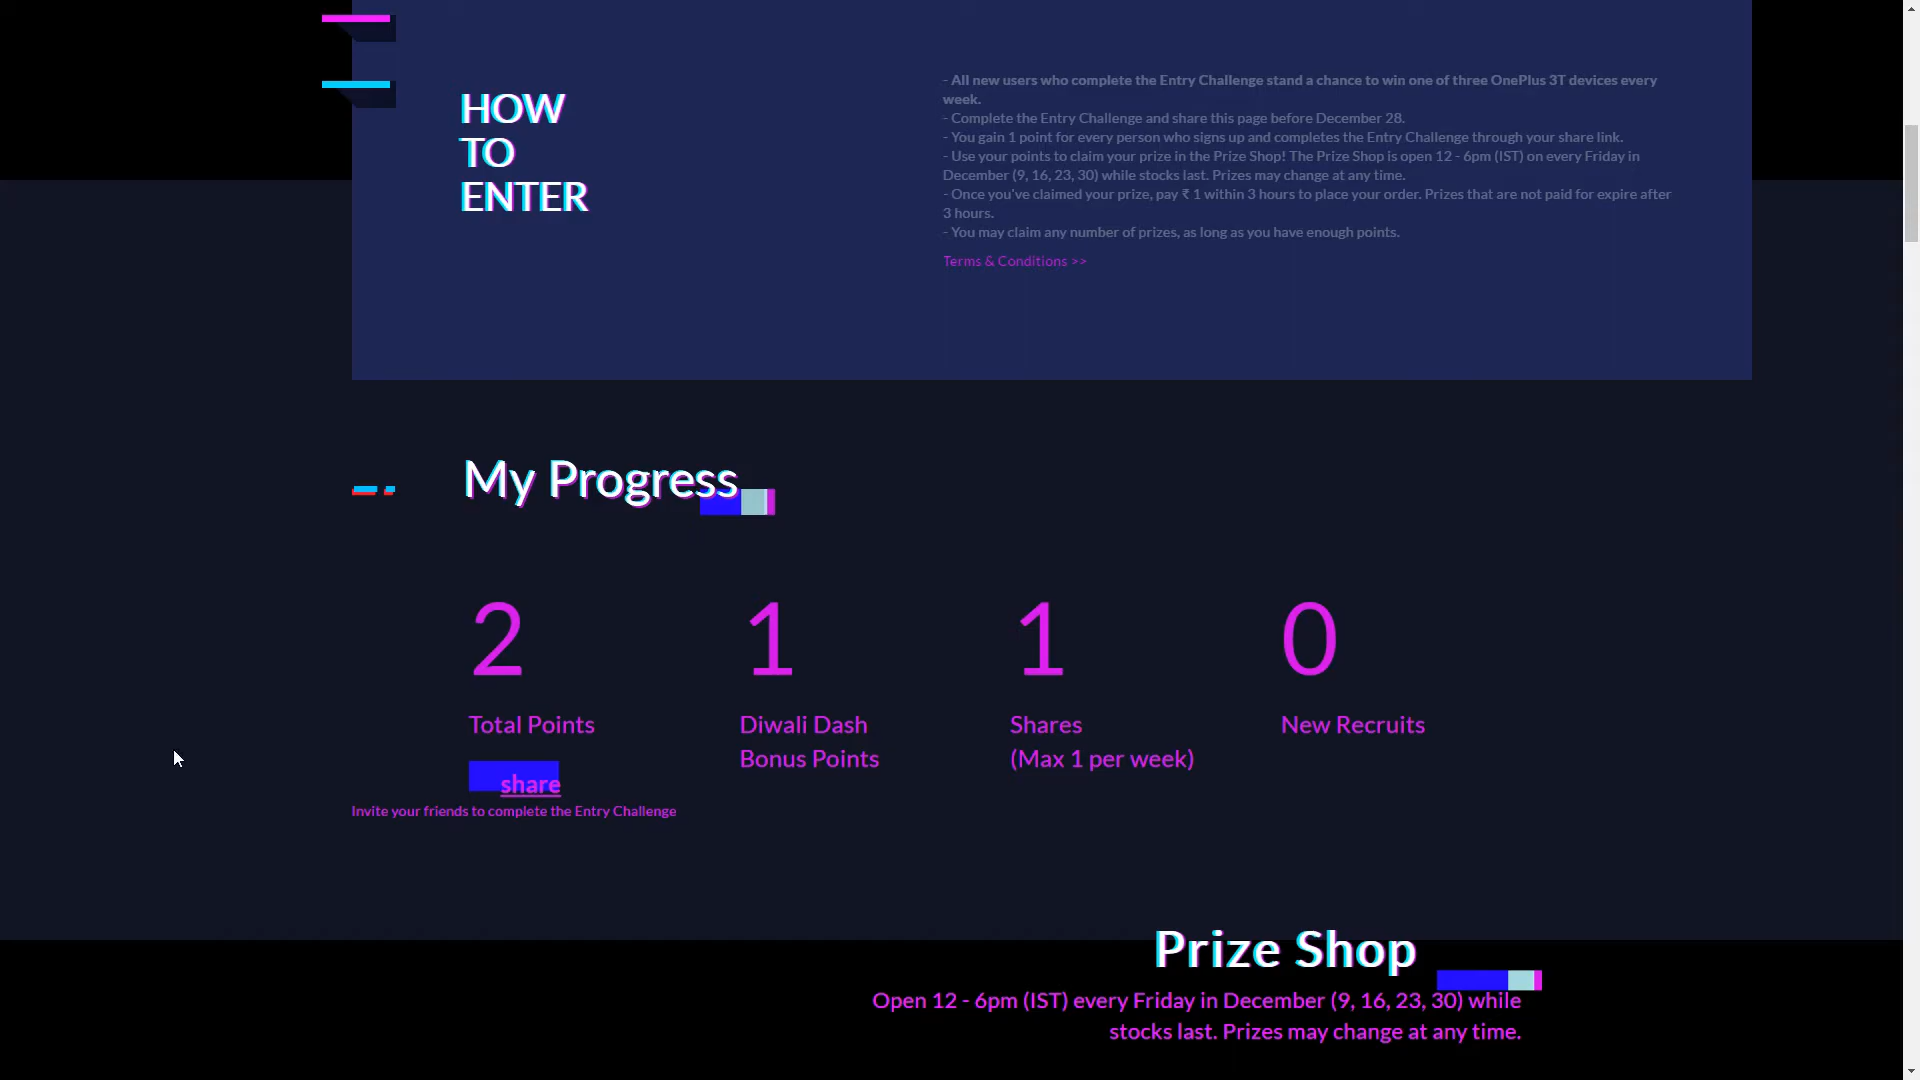 HOW
TO
ENTER
- All new users who complete the Entry Challenge stand a chance to win one of three OnePlus 3T devices every
week.
- Complete the Entry Challenge and share this page before December 28.
- You gain 1 point for every person who signs up and completes the Entry Challenge through your share link.
- Use your points to claim your prize in the Prize Shop! The Prize Shop is open 12 - 6pm (IST) on every Friday in
December (9, 16, 23, 30) while stocks last. Prizes may change at any time.
- Once you've claimed your prize, pay ₹ 1 within 3 hours to place your order. Prizes that are not paid for expire after
3 hours.
- You may claim any number of prizes, as long as you have enough points.
Terms & Conditions >>
My Progress
2
Total Points
1
Diwali Dash
Bonus Points
1
Shares
(Max 1 per week)
0
New Recruits
share
Invite your friends to complete the Entry Challenge
Prize Shop
Open 12 - 6pm (IST) every Friday in December (9, 16, 23, 30) while
stocks last. Prizes may change at any time.